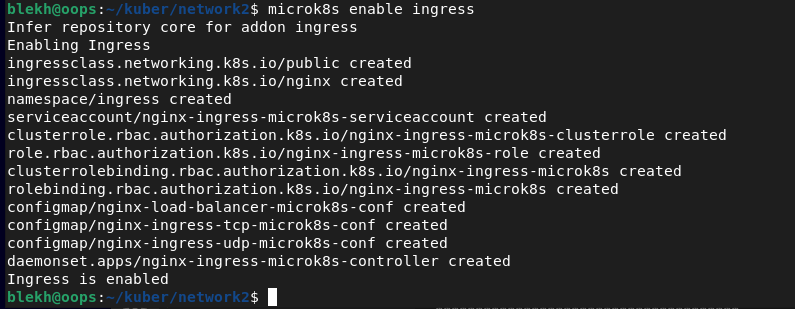 blekh@oops:~/kuber/network2$ microk8s enable ingress
Infer repository core for addon ingress
Enabling Ingress
ingressclass.networking.k8s.io/public created
ingressclass.networking.k8s.io/nginx created
namespace/ingress created
serviceaccount/nginx-ingress-microk8s-serviceaccount created
clusterrole.rbac.authorization.k8s.io/nginx-ingress-microk8s-clusterrole created
role.rbac.authorization.k8s.io/nginx-ingress-microk8s-role created
clusterrolebinding.rbac.authorization.k8s.io/nginx-ingress-microk8s created
rolebinding.rbac.authorization.k8s.io/nginx-ingress-microk8s created
configmap/nginx-load-balancer-microk8s-conf created
configmap/nginx-ingress-tcp-microk8s-conf created
configmap/nginx-ingress-udp-microk8s-conf created
daemonset.apps/nginx-ingress-microk8s-controller created
Ingress is enabled
blekh@oops:~/kuber/network2$